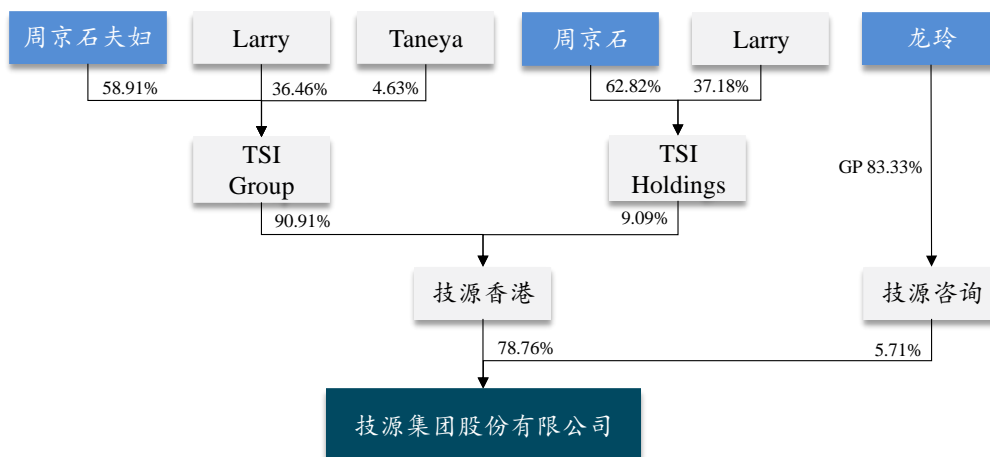 周京石夫妇
Larry
Taneya
周京石
Larry
龙玲
58.91%
36.46%
4.63%
62.82%
37.18%
TSI
Group
TSI
Holdings
GP 83.33%
90.91%
9.09%
技源香港
技源咨询
78.76%
5.71%
技源集团股份有限公司